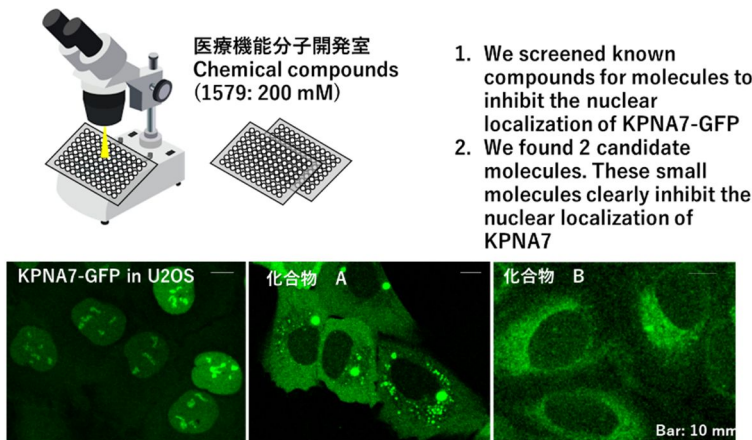 医療機能分子開発室
Chemical compounds
(1579: 200 mM)
1. We screened known
compounds for molecules to
inhibit the nuclear
localization of KPNA7-GFP
2. We found 2 candidate
molecules. These small
molecules clearly inhibit the
nuclear localization of
KPNA7
KPNA7-GFP in U2OS
化合物 A
化合物 B
Bar: 10 mm